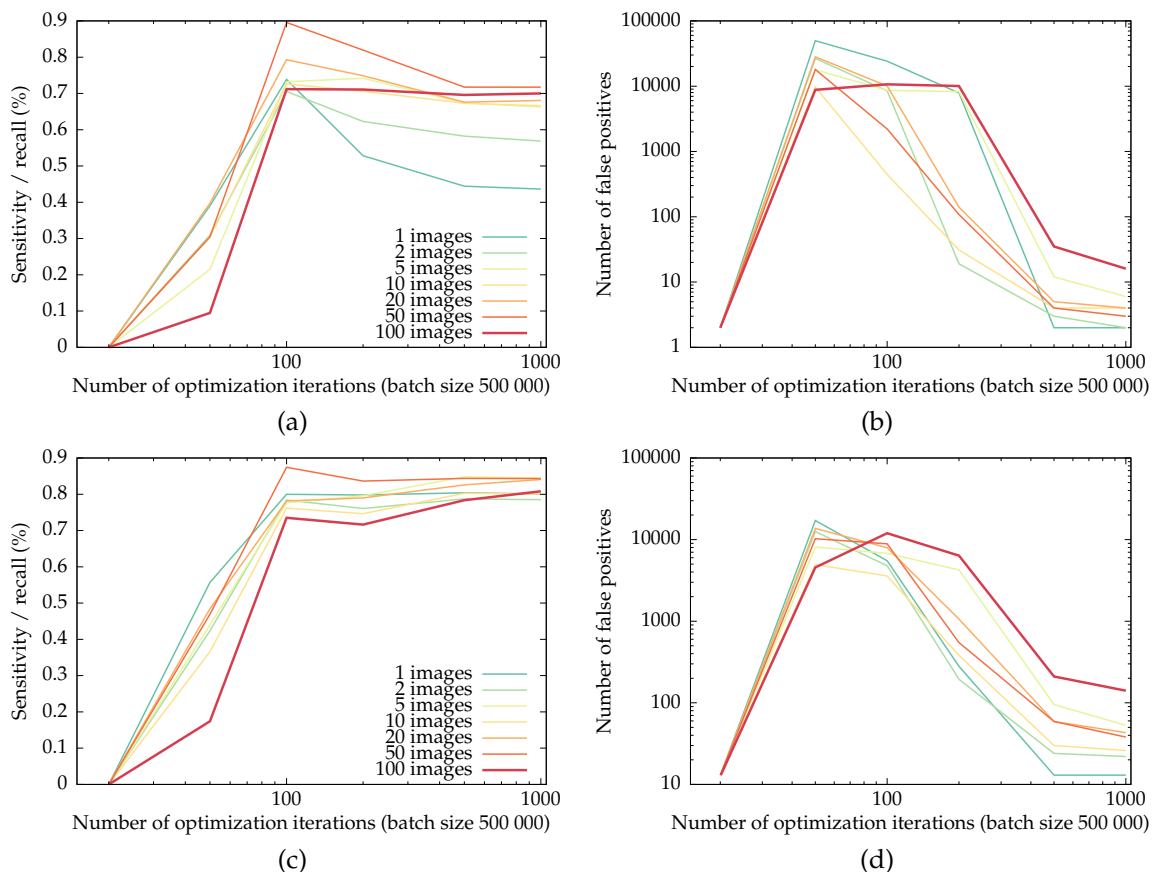 Sensitivity / recall (%)
0.9
0.8
0.7
0.6
0.5
0.4
0.3
0.2
0.1
0
1 images
2 images
5 images
10 images
20 images
50 images
100 images
100
1000
Number of optimization iterations (batch size 500 000)
(a)
Number of false positives
100000
10000
1000
100
10
1
100
1000
Number of optimization iterations (batch size 500 000)
(b)
Sensitivity / recall (%)
0.9
0.8
0.7
0.6
0.5
0.4
0.3
0.2
0.1
0
1 images
2 images
5 images
10 images
20 images
50 images
100 images
100
1000
Number of optimization iterations (batch size 500 000)
(c)
Number of false positives
100000
10000
1000
100
10
100
1000
Number of optimization iterations (batch size 500 000)
(d)